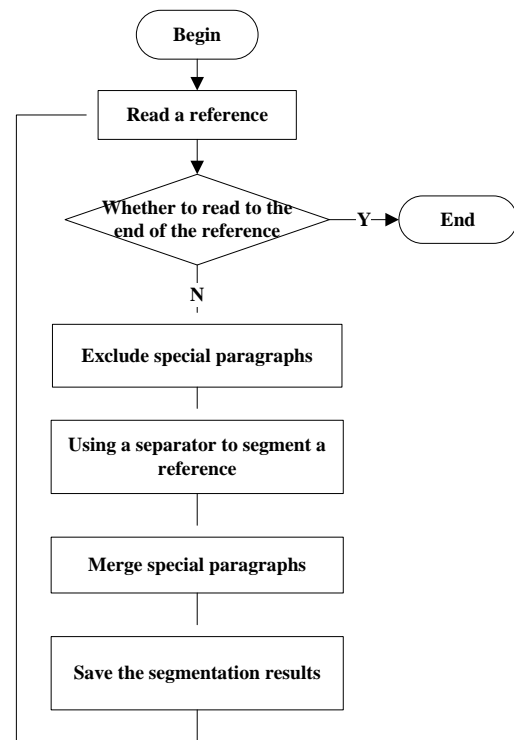 Begin
Read a reference
Whether to read to the
end of the reference
Y
End
N
Exclude special paragraphs
Using a separator to segment a
reference
Merge special paragraphs
Save the segmentation results